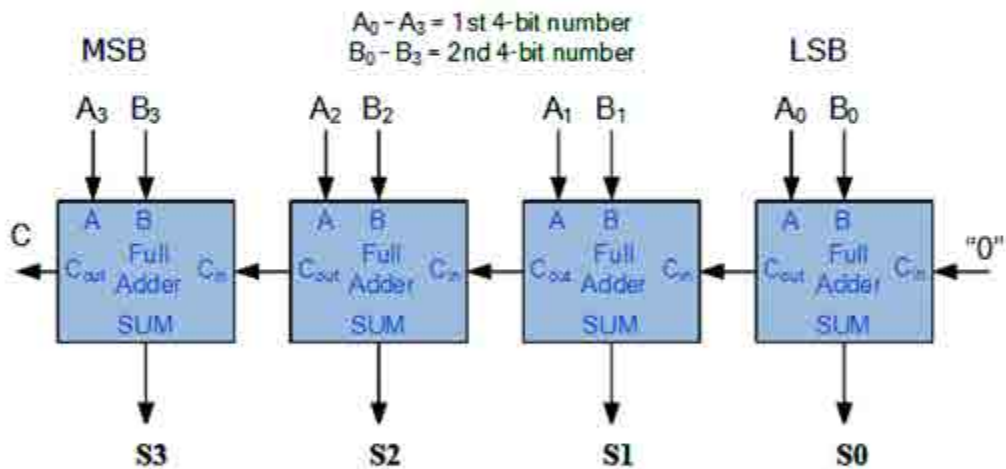 A₀ – A₃ = 1st 4-bit number
MSB B₀ – B₃ = 2nd 4-bit number LSB
A₃ B₃ A₂ B₂ A₁ B₁ A₀ B₀
A B A B A B A B
C Full Full Full Full "0"
Cout Adder Cin Cout Adder Cin Cout Adder Cin Cout Adder Cin
SUM SUM SUM SUM
S3 S2 S1 S0